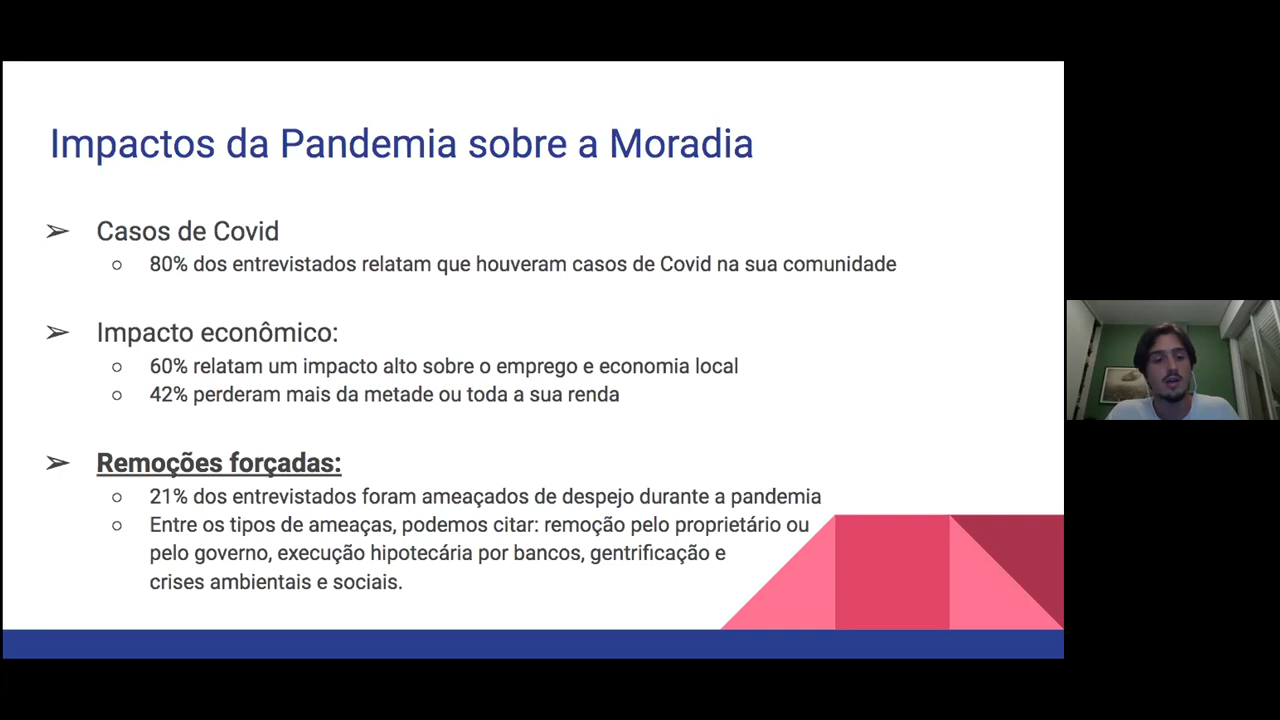 Impactos da Pandemia sobre a Moradia
➢ Casos de Covid
○ 80% dos entrevistados relatam que houveram casos de Covid na sua comunidade
➢ Impacto econômico:
○ 60% relatam um impacto alto sobre o emprego e economia local
○ 42% perderam mais da metade ou toda a sua renda
➢ Remoções forçadas:
○ 21% dos entrevistados foram ameaçados de despejo durante a pandemia
○ Entre os tipos de ameaças, podemos citar: remoção pelo proprietário ou
pelo governo, execução hipotecária por bancos, gentrificação e
crises ambientais e sociais.